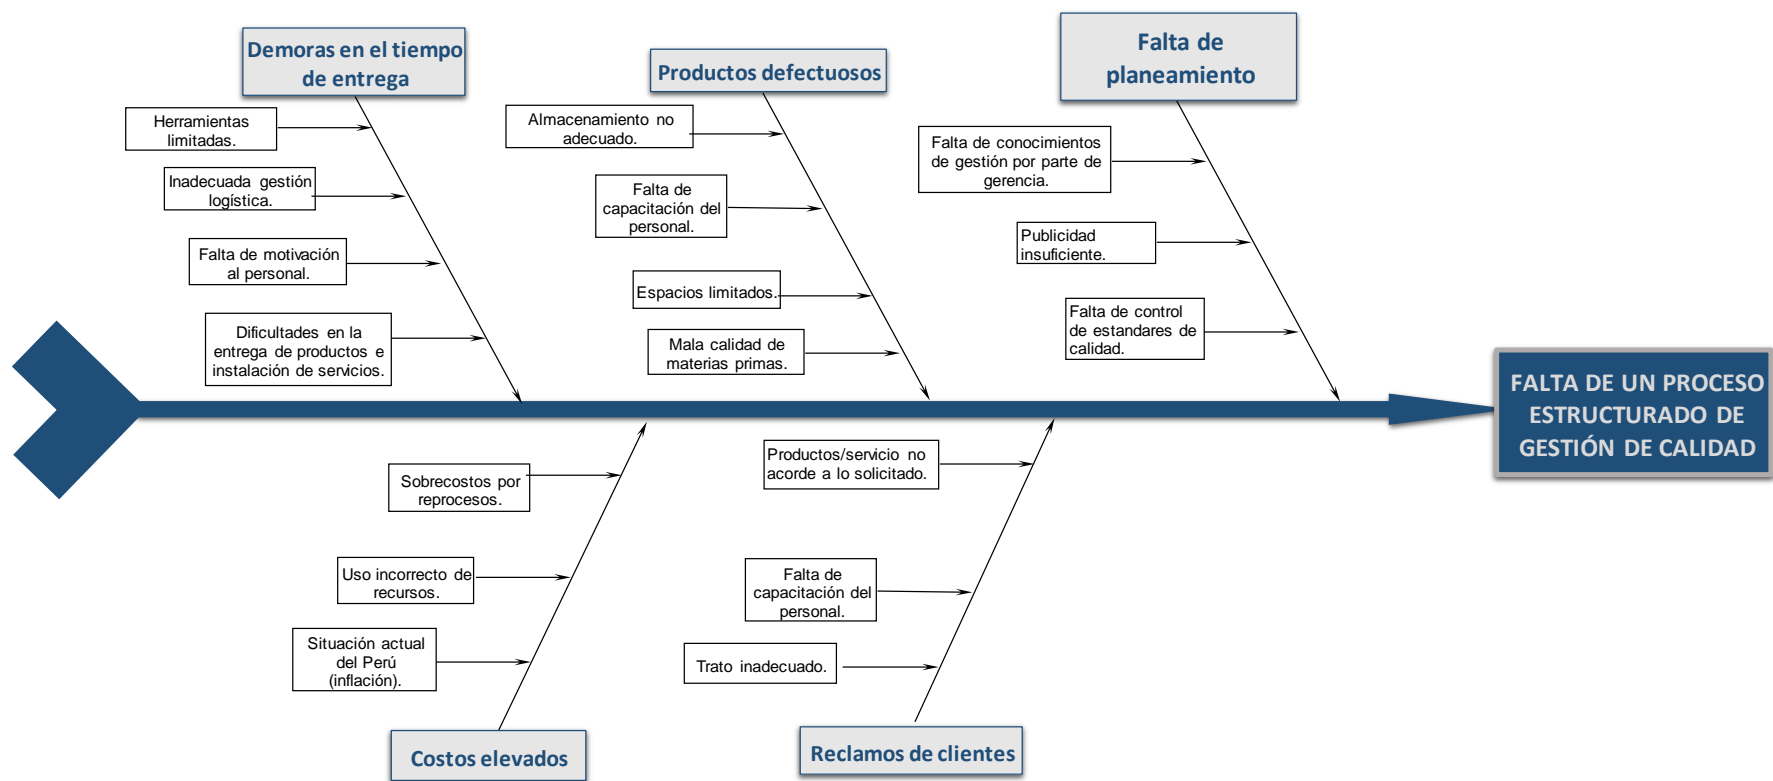 Demoras en el tiempo
de entrega
Productos defectuosos
Falta de
planeamiento
Herramientas
limitadas.
Inadecuada gestión
logística.
Falta de motivación
al personal.
Dificultades en la
entrega de productos e
instalación de servicios.
Almacenamiento no
adecuado.
Falta de
capacitación del
personal.
Espacios limitados.
Mala calidad de
materias primas.
Falta de conocimientos
de gestión por parte de
gerencia.
Publicidad
insuficiente.
Falta de control
de estandares de
calidad.
FALTA DE UN PROCESO
ESTRUCTURADO DE
GESTIÓN DE CALIDAD
Sobrecostos por
reprocesos.
Uso incorrecto de
recursos.
Situación actual
del Perú
(inflación).
Costos elevados
Productos/servicio no
acorde a lo solicitado.
Falta de
capacitación del
personal.
Trato inadecuado.
Reclamos de clientes